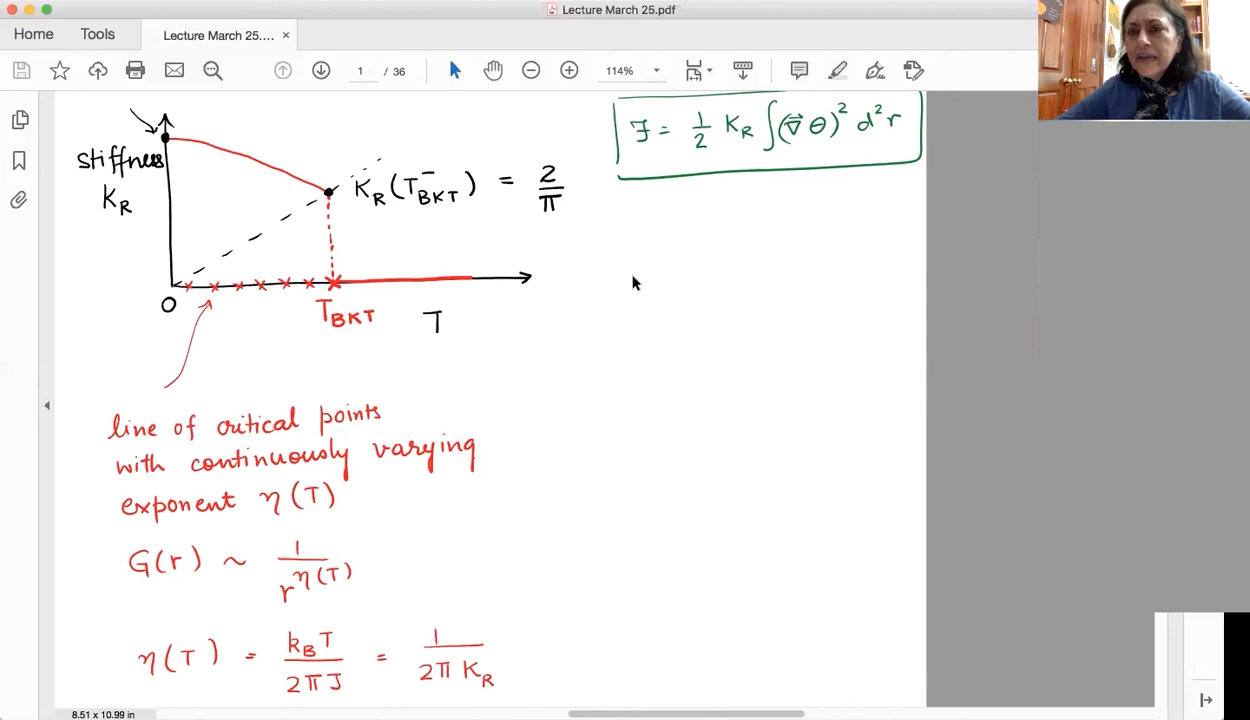 Lecture March 25.pdf
Home Tools Lecture March 25.... ×
1 / 36 114%
stiffness
K_R
K_R (T⁻_BKT) = 2/π
F = 1/2 K_R ∫(∇⃗ θ)² d²r
0
T_BKT T
line of critical points
with continuously varying
exponent η(T)
G(r) ~ 1/r^η(T)
η(T) = k_B T/2πJ = 1/2π K_R
8.51 x 10.99 in